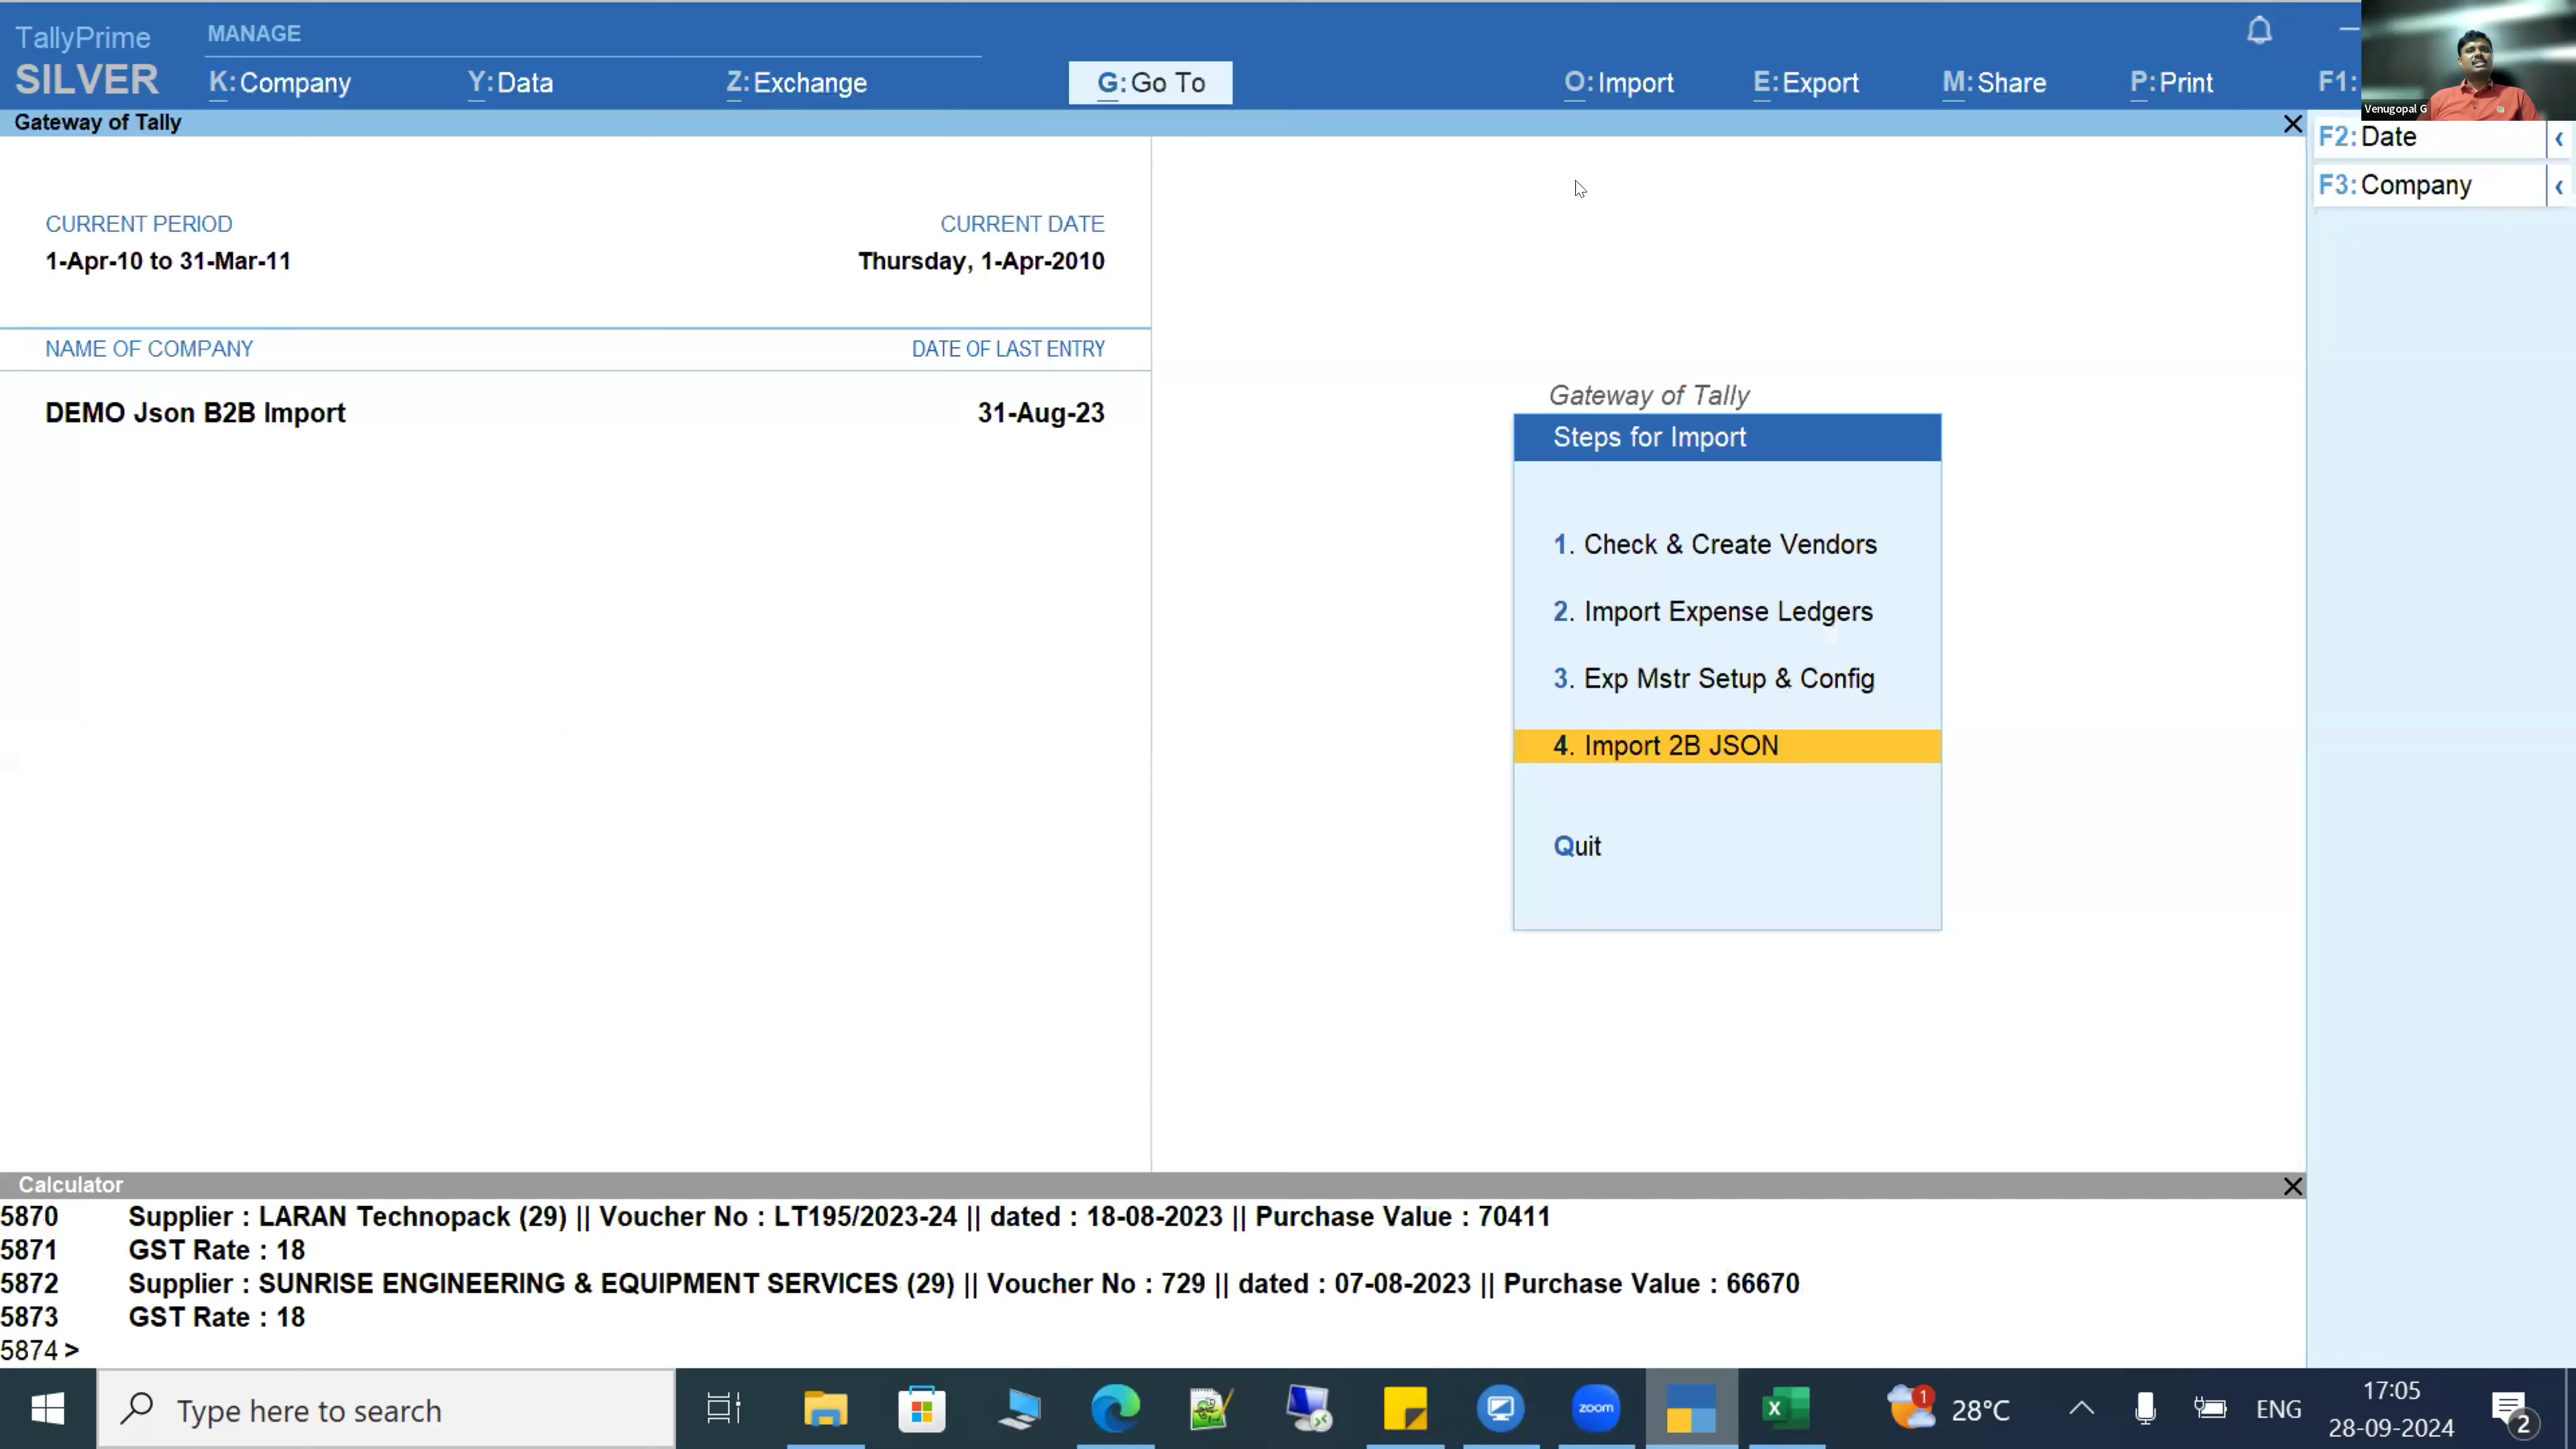 TallyPrime
SILVER
MANAGE
K: Company
Y: Data
Z: Exchange
G: Go To
O: Import
E: Export
M: Share
P: Print
F1:
Venugopal G
Gateway of Tally
F2: Date
F3: Company
CURRENT PERIOD
CURRENT DATE
1-Apr-10 to 31-Mar-11
Thursday, 1-Apr-2010
NAME OF COMPANY
DATE OF LAST ENTRY
DEMO Json B2B Import
31-Aug-23
Gateway of Tally
Steps for Import
1. Check & Create Vendors
2. Import Expense Ledgers
3. Exp Mstr Setup & Config
4. Import 2B JSON
Quit
Calculator
5870 Supplier : LARAN Technopack (29) || Voucher No : LT195/2023-24 || dated : 18-08-2023 || Purchase Value : 70411
5871 GST Rate : 18
5872 Supplier : SUNRISE ENGINEERING & EQUIPMENT SERVICES (29) || Voucher No : 729 || dated : 07-08-2023 || Purchase Value : 66670
5873 GST Rate : 18
5874 >
Type here to search
zoom
1
28°C
ENG
17:05
28-09-2024
2